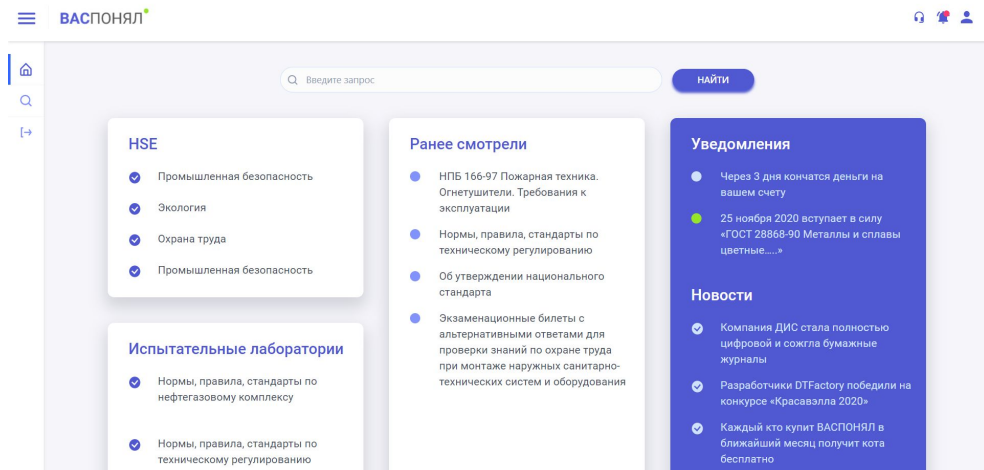 ВАСПОНЯЛ
Введите запрос
НАЙТИ
HSE
Промышленная безопасность
Экология
Охрана труда
Промышленная безопасность
Испытательные лаборатории
Нормы, правила, стандарты по
нефтегазовому комплексу
Нормы, правила, стандарты по
техническому регулированию
Ранее смотрели
НПБ 166-97 Пожарная техника.
Огнетушители. Требования к
эксплуатации
Нормы, правила, стандарты по
техническому регулированию
Об утверждении национального
стандарта
Экзаменационные билеты с
альтернативными ответами для
проверки знаний по охране труда
при монтаже наружных санитарно-
технических систем и оборудования
Уведомления
Через 3 дня кончатся деньги на
вашем счету
25 ноября 2020 вступает в силу
«ГОСТ 28868-90 Металлы и сплавы
цветные.....»
Новости
Компания ДИС стала полностью
цифровой и сожгла бумажные
журналы
Разработчики DTFactory победили на
конкурсе «Красавэлла 2020»
Каждый кто купит ВАСПОНЯЛ в
ближайший месяц получит кота
бесплатно